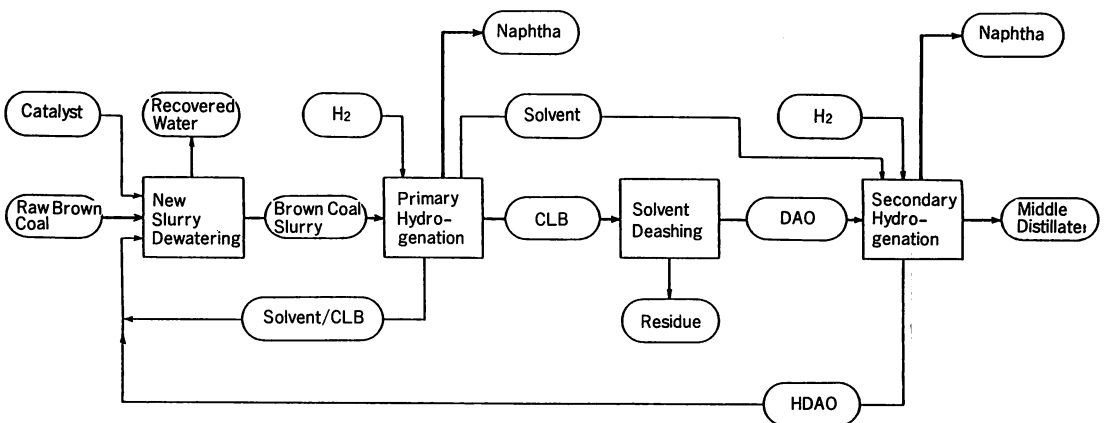 Naphtha
Naphtha
Catalyst
Recovered
Water
H2
Solvent
H2
Raw Brown
Coal
New
Slurry
Dewatering
Brown Coal
Slurry
Primary
Hydro-
genation
CLB
Solvent
Deashing
DAO
Secondary
Hydro-
genation
Middle
Distillate
Solvent/CLB
Residue
HDAO